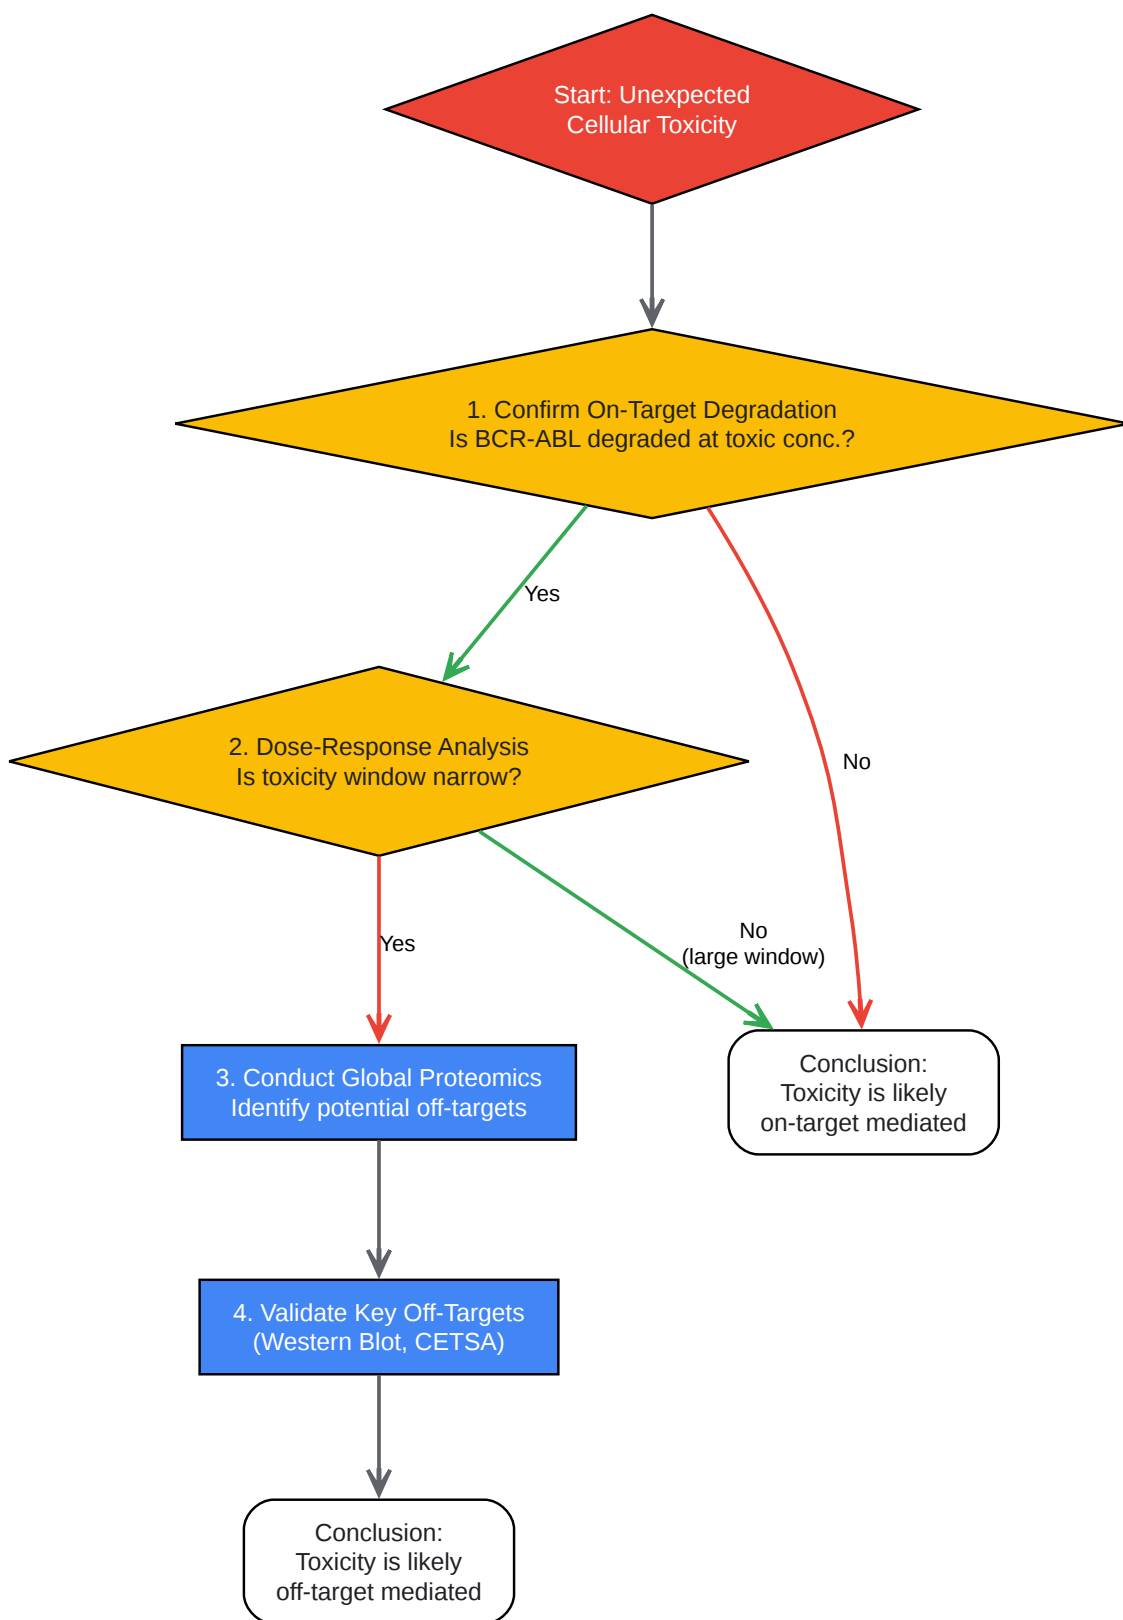 Start: Unexpected
Cellular Toxicity
1. Confirm On-Target Degradation
Is BCR-ABL degraded at toxic conc.?
Yes
2. Dose-Response Analysis
Is toxicity window narrow?
No
No
(large window)
Yes
3. Conduct Global Proteomics
Identify potential off-targets
Conclusion:
Toxicity is likely
on-target mediated
4. Validate Key Off-Targets
(Western Blot, CETSA)
Conclusion:
Toxicity is likely
off-target mediated